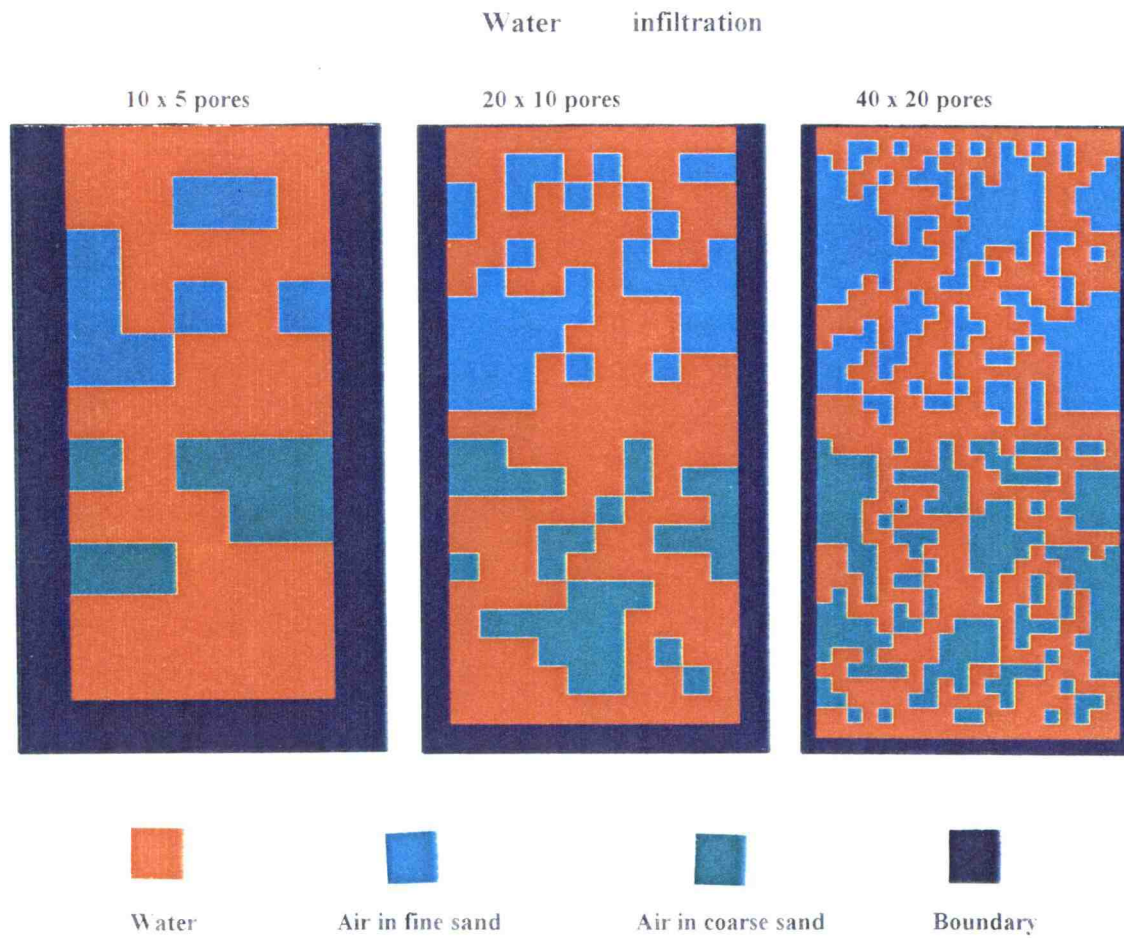 Water infiltration
10 x 5 pores
20 x 10 pores
40 x 20 pores
Water
Air in fine sand
Air in coarse sand
Boundary